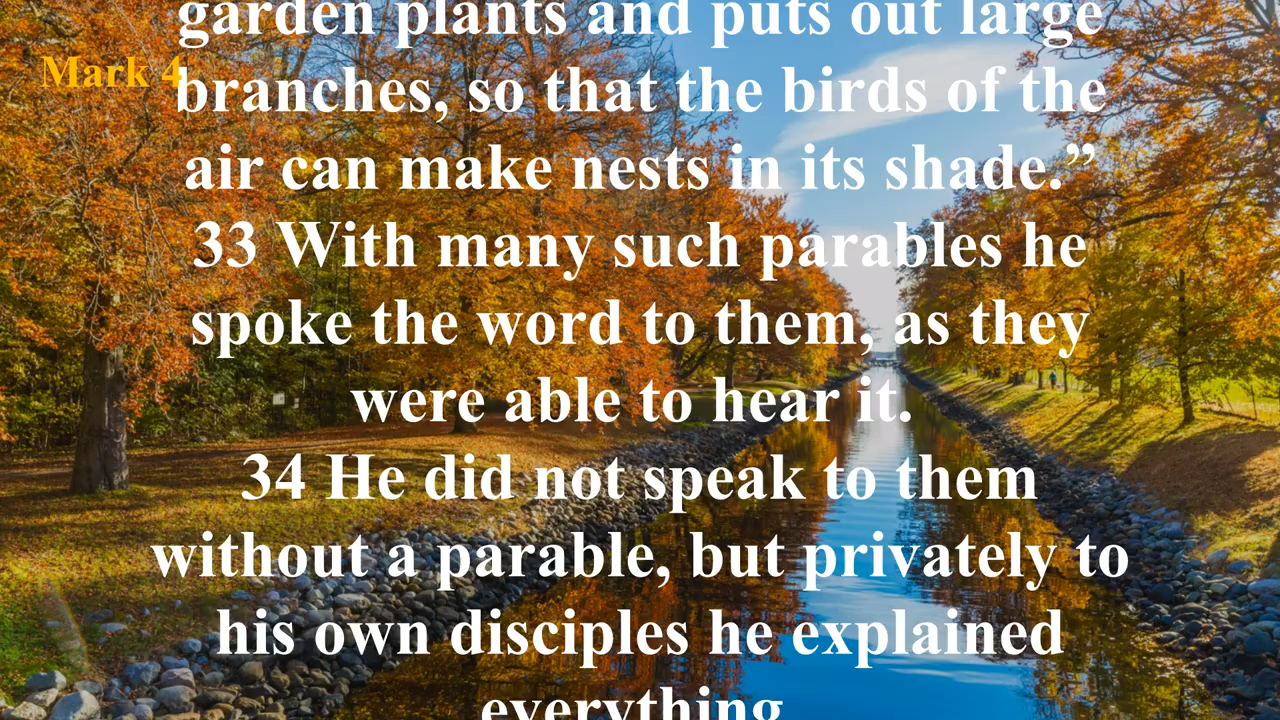 garden plants and puts out large
Mark 4
branches, so that the birds of the
air can make nests in its shade.”
33 With many such parables he
spoke the word to them, as they
were able to hear it.
34 He did not speak to them
without a parable, but privately to
his own disciples he explained
everything